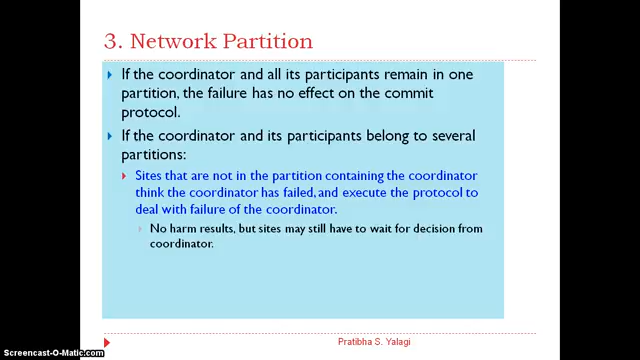 3. Network Partition
If the coordinator and all its participants remain in one
partition, the failure has no effect on the commit
protocol.
If the coordinator and its participants belong to several
partitions:
Sites that are not in the partition containing the coordinator
think the coordinator has failed, and execute the protocol to
deal with failure of the coordinator.
No harm results, but sites may still have to wait for decision from
coordinator.
Pratibha S. Yalagi
Screencast-O-Matic.com